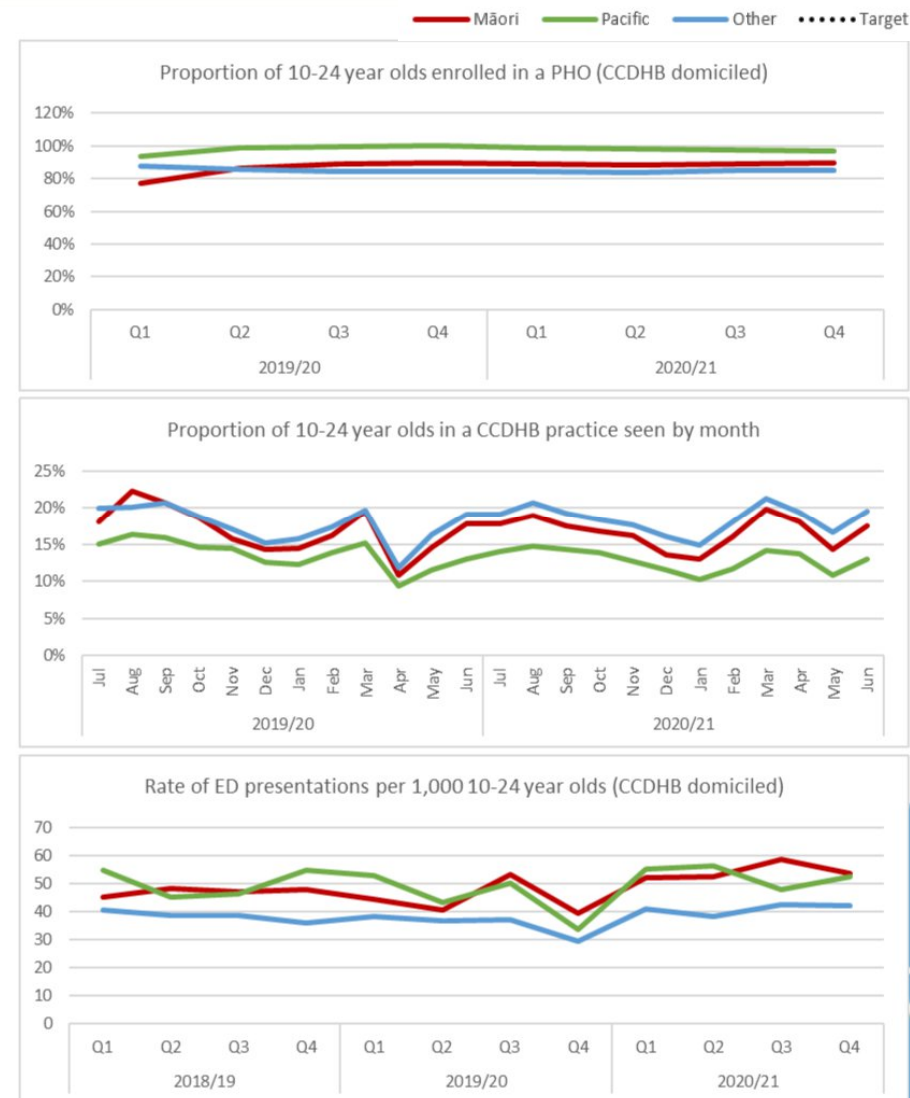 Māori Pacific Other Target
Proportion of 10-24 year olds enrolled in a PHO (CCDHB domiciled)
120%
100%
80%
60%
40%
20%
0%
Q1 Q2 Q3 Q4 Q1 Q2 Q3 Q4
2019/20 2020/21
Proportion of 10-24 year olds in a CCDHB practice seen by month
25%
20%
15%
10%
5%
0%
Jul Aug Sep Oct Nov Dec Jan Feb Mar Apr May Jun Jul Aug Sep Oct Nov Dec Jan Feb Mar Apr May Jun
2019/20 2020/21
Rate of ED presentations per 1,000 10-24 year olds (CCDHB domiciled)
70
60
50
40
30
20
10
0
Q1 Q2 Q3 Q4 Q1 Q2 Q3 Q4 Q1 Q2 Q3 Q4
2018/19 2019/20 2020/21